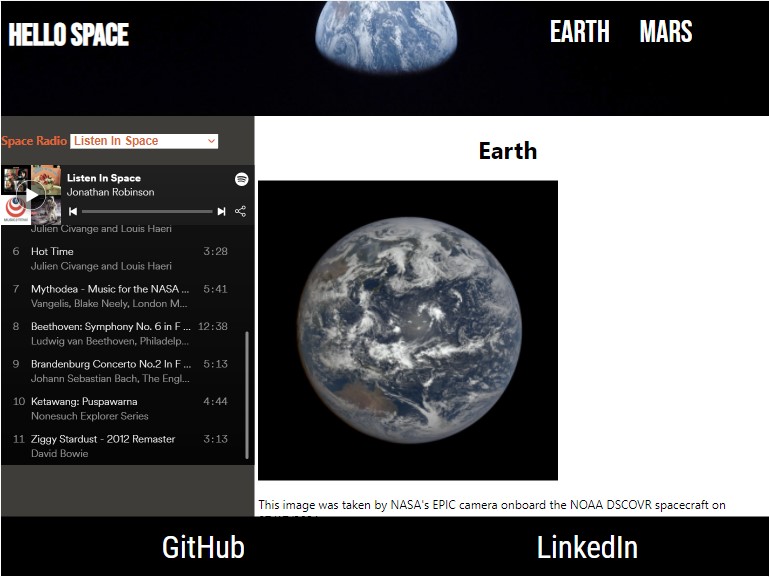 HELLO SPACE
EARTH MARS
Space Radio Listen In Space
Listen In Space
Jonathan Robinson
Julien Civange and Louis Haeri
6 Hot Time 3:28
Julien Civange and Louis Haeri
7 Mythodea - Music for the NASA ... 5:41
Vangelis, Blake Neely, London M...
8 Beethoven: Symphony No. 6 in F ... 12:38
Ludwig van Beethoven, Philadelp...
9 Brandenburg Concerto No.2 In F ... 5:13
Johann Sebastian Bach, The Engl...
10 Ketawang: Puspawarna 4:44
Nonesuch Explorer Series
11 Ziggy Stardust - 2012 Remaster 3:13
David Bowie
Earth
This image was taken by NASA's EPIC camera onboard the NOAA DSCOVR spacecraft on
GitHub LinkedIn